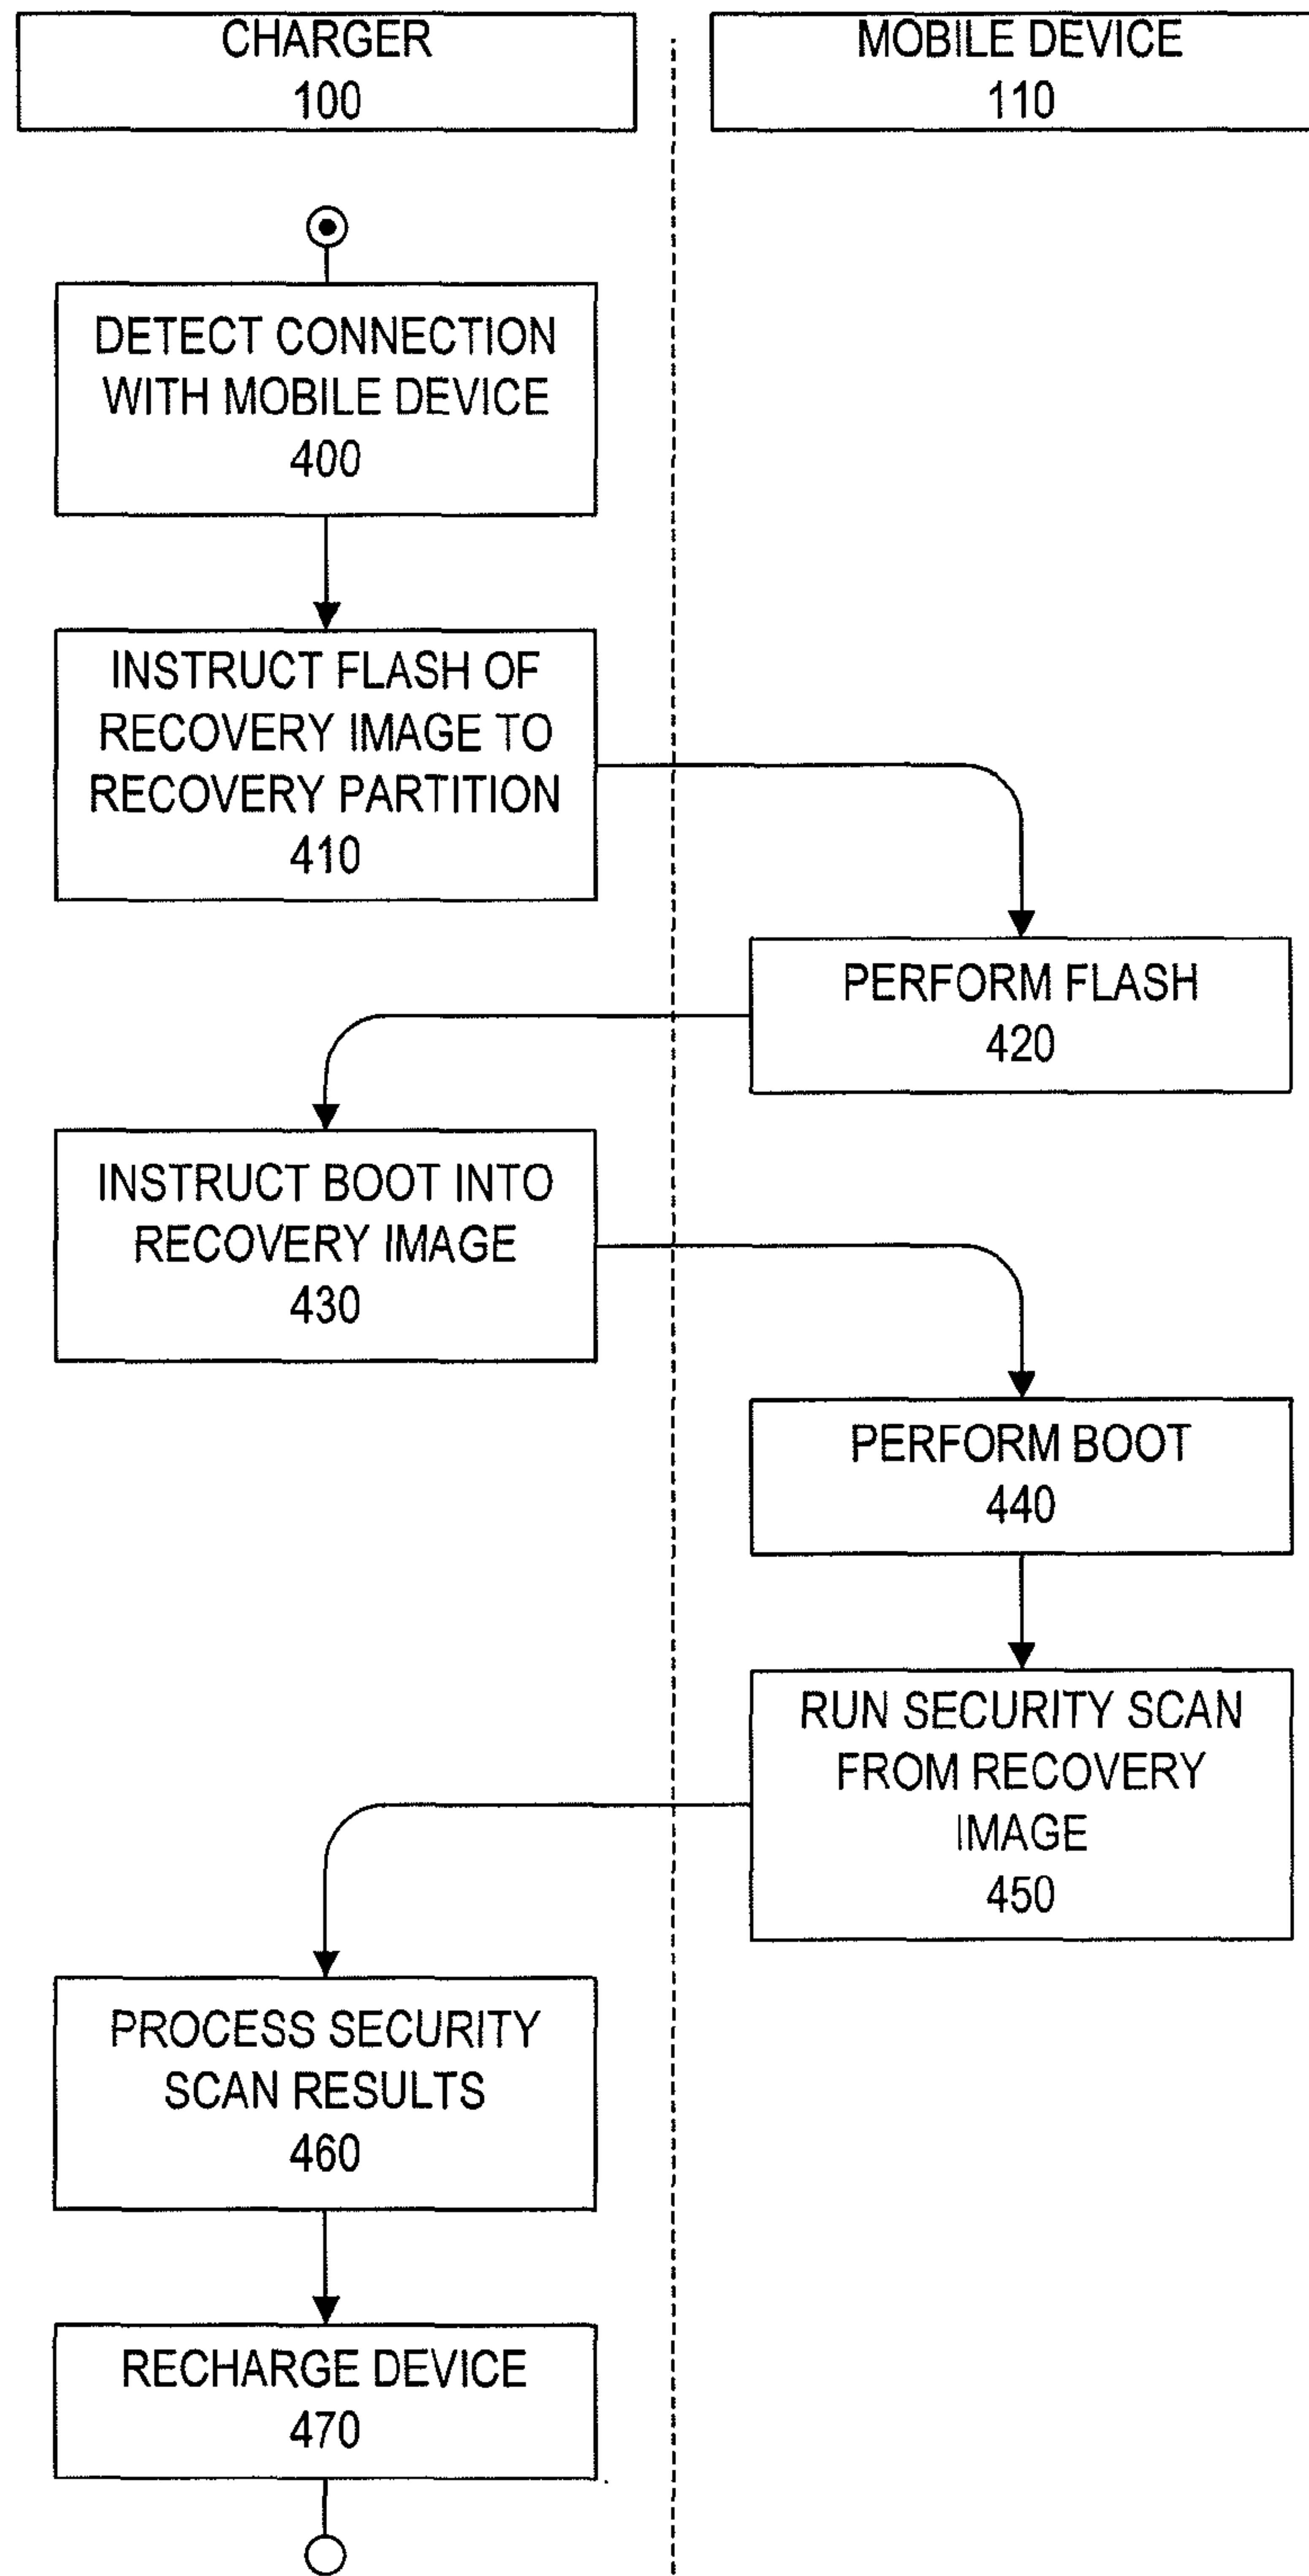 CHARGER
100
MOBILE DEVICE
110
DETECT CONNECTION
WITH MOBILE DEVICE
400
INSTRUCT FLASH OF
RECOVERY IMAGE TO
RECOVERY PARTITION
410
PERFORM FLASH
420
INSTRUCT BOOT INTO
RECOVERY IMAGE
430
PERFORM BOOT
440
RUN SECURITY SCAN
FROM RECOVERY
IMAGE
450
PROCESS SECURITY
SCAN RESULTS
460
RECHARGE DEVICE
470